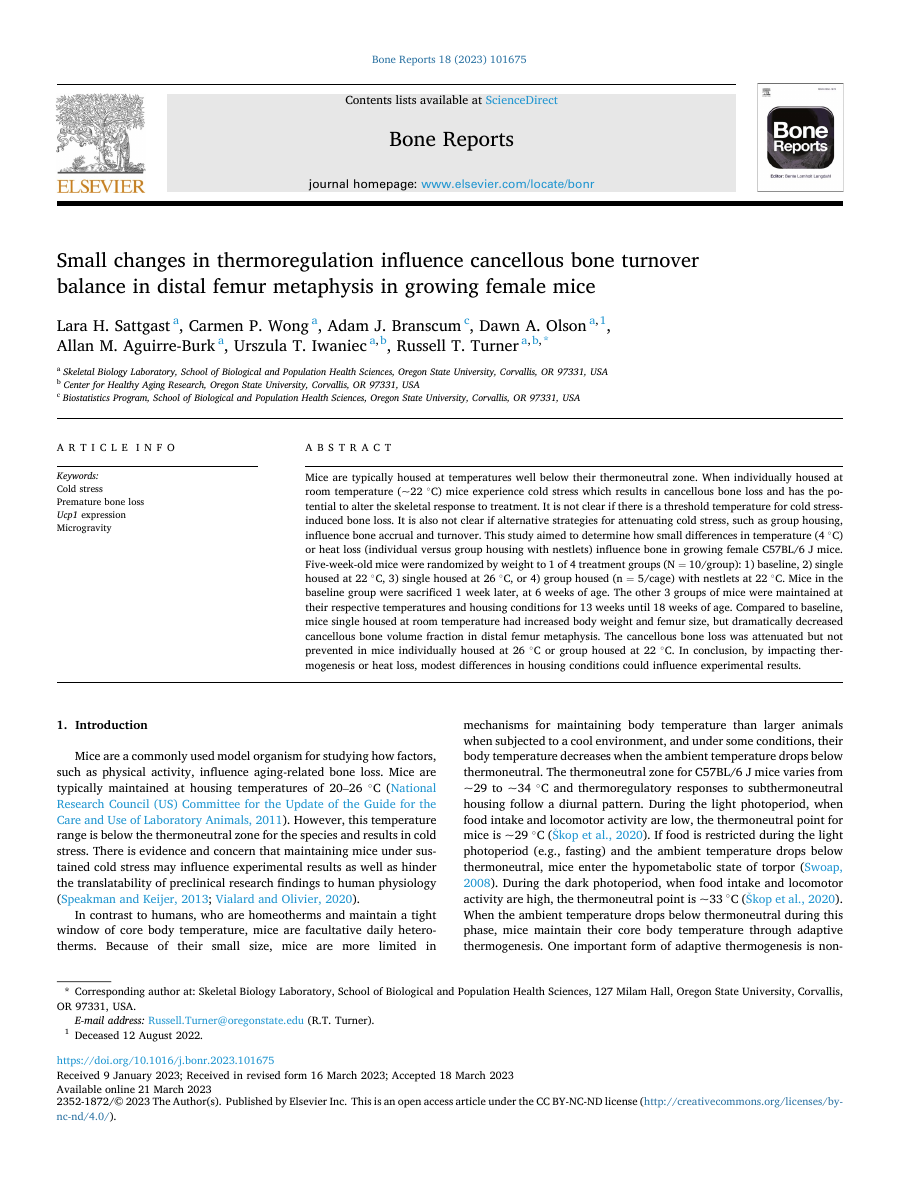 Bone Reports 18 (2023) 101675
Contents lists available at ScienceDirect
Bone Reports
journal homepage: www.elsevier.com/locate/bonr
ELSEVIER
Bone
Reports
Small changes in thermoregulation influence cancellous bone turnover
balance in distal femur metaphysis in growing female mice
Lara H. Sattgast a, Carmen P. Wong a, Adam J. Branscum c, Dawn A. Olson a,1,
Allan M. Aguirre-Burk a, Urszula T. Iwaniec a,b, Russell T. Turner a,b,*
a Skeletal Biology Laboratory, School of Biological and Population Health Sciences, Oregon State University, Corvallis, OR 97331, USA
b Center for Healthy Aging Research, Oregon State University, Corvallis, OR 97331, USA
c Biostatistics Program, School of Biological and Population Health Sciences, Oregon State University, Corvallis, OR 97331, USA
ARTICLE INFO
Keywords:
Cold stress
Premature bone loss
Ucp1 expression
Microgravity
ABSTRACT
Mice are typically housed at temperatures well below their thermoneutral zone. When individually housed at
room temperature (~22 °C) mice experience cold stress which results in cancellous bone loss and has the po-
tential to alter the skeletal response to treatment. It is not clear if there is a threshold temperature for cold stress-
induced bone loss. It is also not clear if alternative strategies for attenuating cold stress, such as group housing,
influence bone accrual and turnover. This study aimed to determine how small differences in temperature (4 °C)
or heat loss (individual versus group housing with nestlets) influence bone in growing female C57BL/6 J mice.
Five-week-old mice were randomized by weight to 1 of 4 treatment groups (N = 10/group): 1) baseline, 2) single
housed at 22 °C, 3) single housed at 26 °C, or 4) group housed (n = 5/cage) with nestlets at 22 °C. Mice in the
baseline group were sacrificed 1 week later, at 6 weeks of age. The other 3 groups of mice were maintained at
their respective temperatures and housing conditions for 13 weeks until 18 weeks of age. Compared to baseline,
mice single housed at room temperature had increased body weight and femur size, but dramatically decreased
cancellous bone volume fraction in distal femur metaphysis. The cancellous bone loss was attenuated but not
prevented in mice individually housed at 26 °C or group housed at 22 °C. In conclusion, by impacting ther-
mogenesis or heat loss, modest differences in housing conditions could influence experimental results.
1. Introduction
Mice are a commonly used model organism for studying how factors,
such as physical activity, influence aging-related bone loss. Mice are
typically maintained at housing temperatures of 20–26 °C (National
Research Council (US) Committee for the Update of the Guide for the
Care and Use of Laboratory Animals, 2011). However, this temperature
range is below the thermoneutral zone for the species and results in cold
stress. There is evidence and concern that maintaining mice under sus-
tained cold stress may influence experimental results as well as hinder
the translatability of preclinical research findings to human physiology
(Speakman and Keijer, 2013; Vialard and Olivier, 2020).
In contrast to humans, who are homeotherms and maintain a tight
window of core body temperature, mice are facultative daily hetero-
therms. Because of their small size, mice are more limited in
mechanisms for maintaining body temperature than larger animals
when subjected to a cool environment, and under some conditions, their
body temperature decreases when the ambient temperature drops below
thermoneutral. The thermoneutral zone for C57BL/6 J mice varies from
~29 to ~34 °C and thermoregulatory responses to subthermoneutral
housing follow a diurnal pattern. During the light photoperiod, when
food intake and locomotor activity are low, the thermoneutral point for
mice is ~29 °C (Škop et al., 2020). If food is restricted during the light
photoperiod (e.g., fasting) and the ambient temperature drops below
thermoneutral, mice enter the hypometabolic state of torpor (Swoap,
2008). During the dark photoperiod, when food intake and locomotor
activity are high, the thermoneutral point is ~33 °C (Škop et al., 2020).
When the ambient temperature drops below thermoneutral during this
phase, mice maintain their core body temperature through adaptive
thermogenesis. One important form of adaptive thermogenesis is non-
* Corresponding author at: Skeletal Biology Laboratory, School of Biological and Population Health Sciences, 127 Milam Hall, Oregon State University, Corvallis,
OR 97331, USA.
E-mail address: Russell.Turner@oregonstate.edu (R.T. Turner).
1 Deceased 12 August 2022.
https://doi.org/10.1016/j.bonr.2023.101675
Received 9 January 2023; Received in revised form 16 March 2023; Accepted 18 March 2023
Available online 21 March 2023
2352-1872/© 2023 The Author(s). Published by Elsevier Inc. This is an open access article under the CC BY-NC-ND license (http://creativecommons.org/licenses/by-
nc-nd/4.0/).